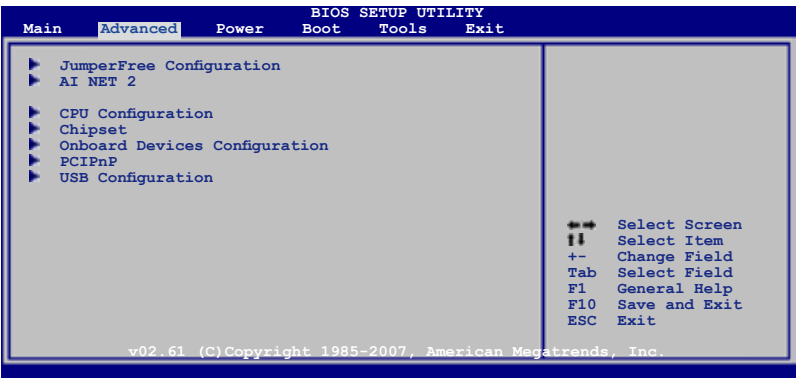 BIOS SETUP UTILITY
Main Advanced Power Boot Tools Exit
JumperFree Configuration
AI NET 2
CPU Configuration
Chipset
Onboard Devices Configuration
PCIPnP
USB Configuration
Select Screen
Select Item
+- Change Field
Tab Select Field
F1 General Help
F10 Save and Exit
ESC Exit
v02.61 (C)Copyright 1985-2007, American Megatrends, Inc.